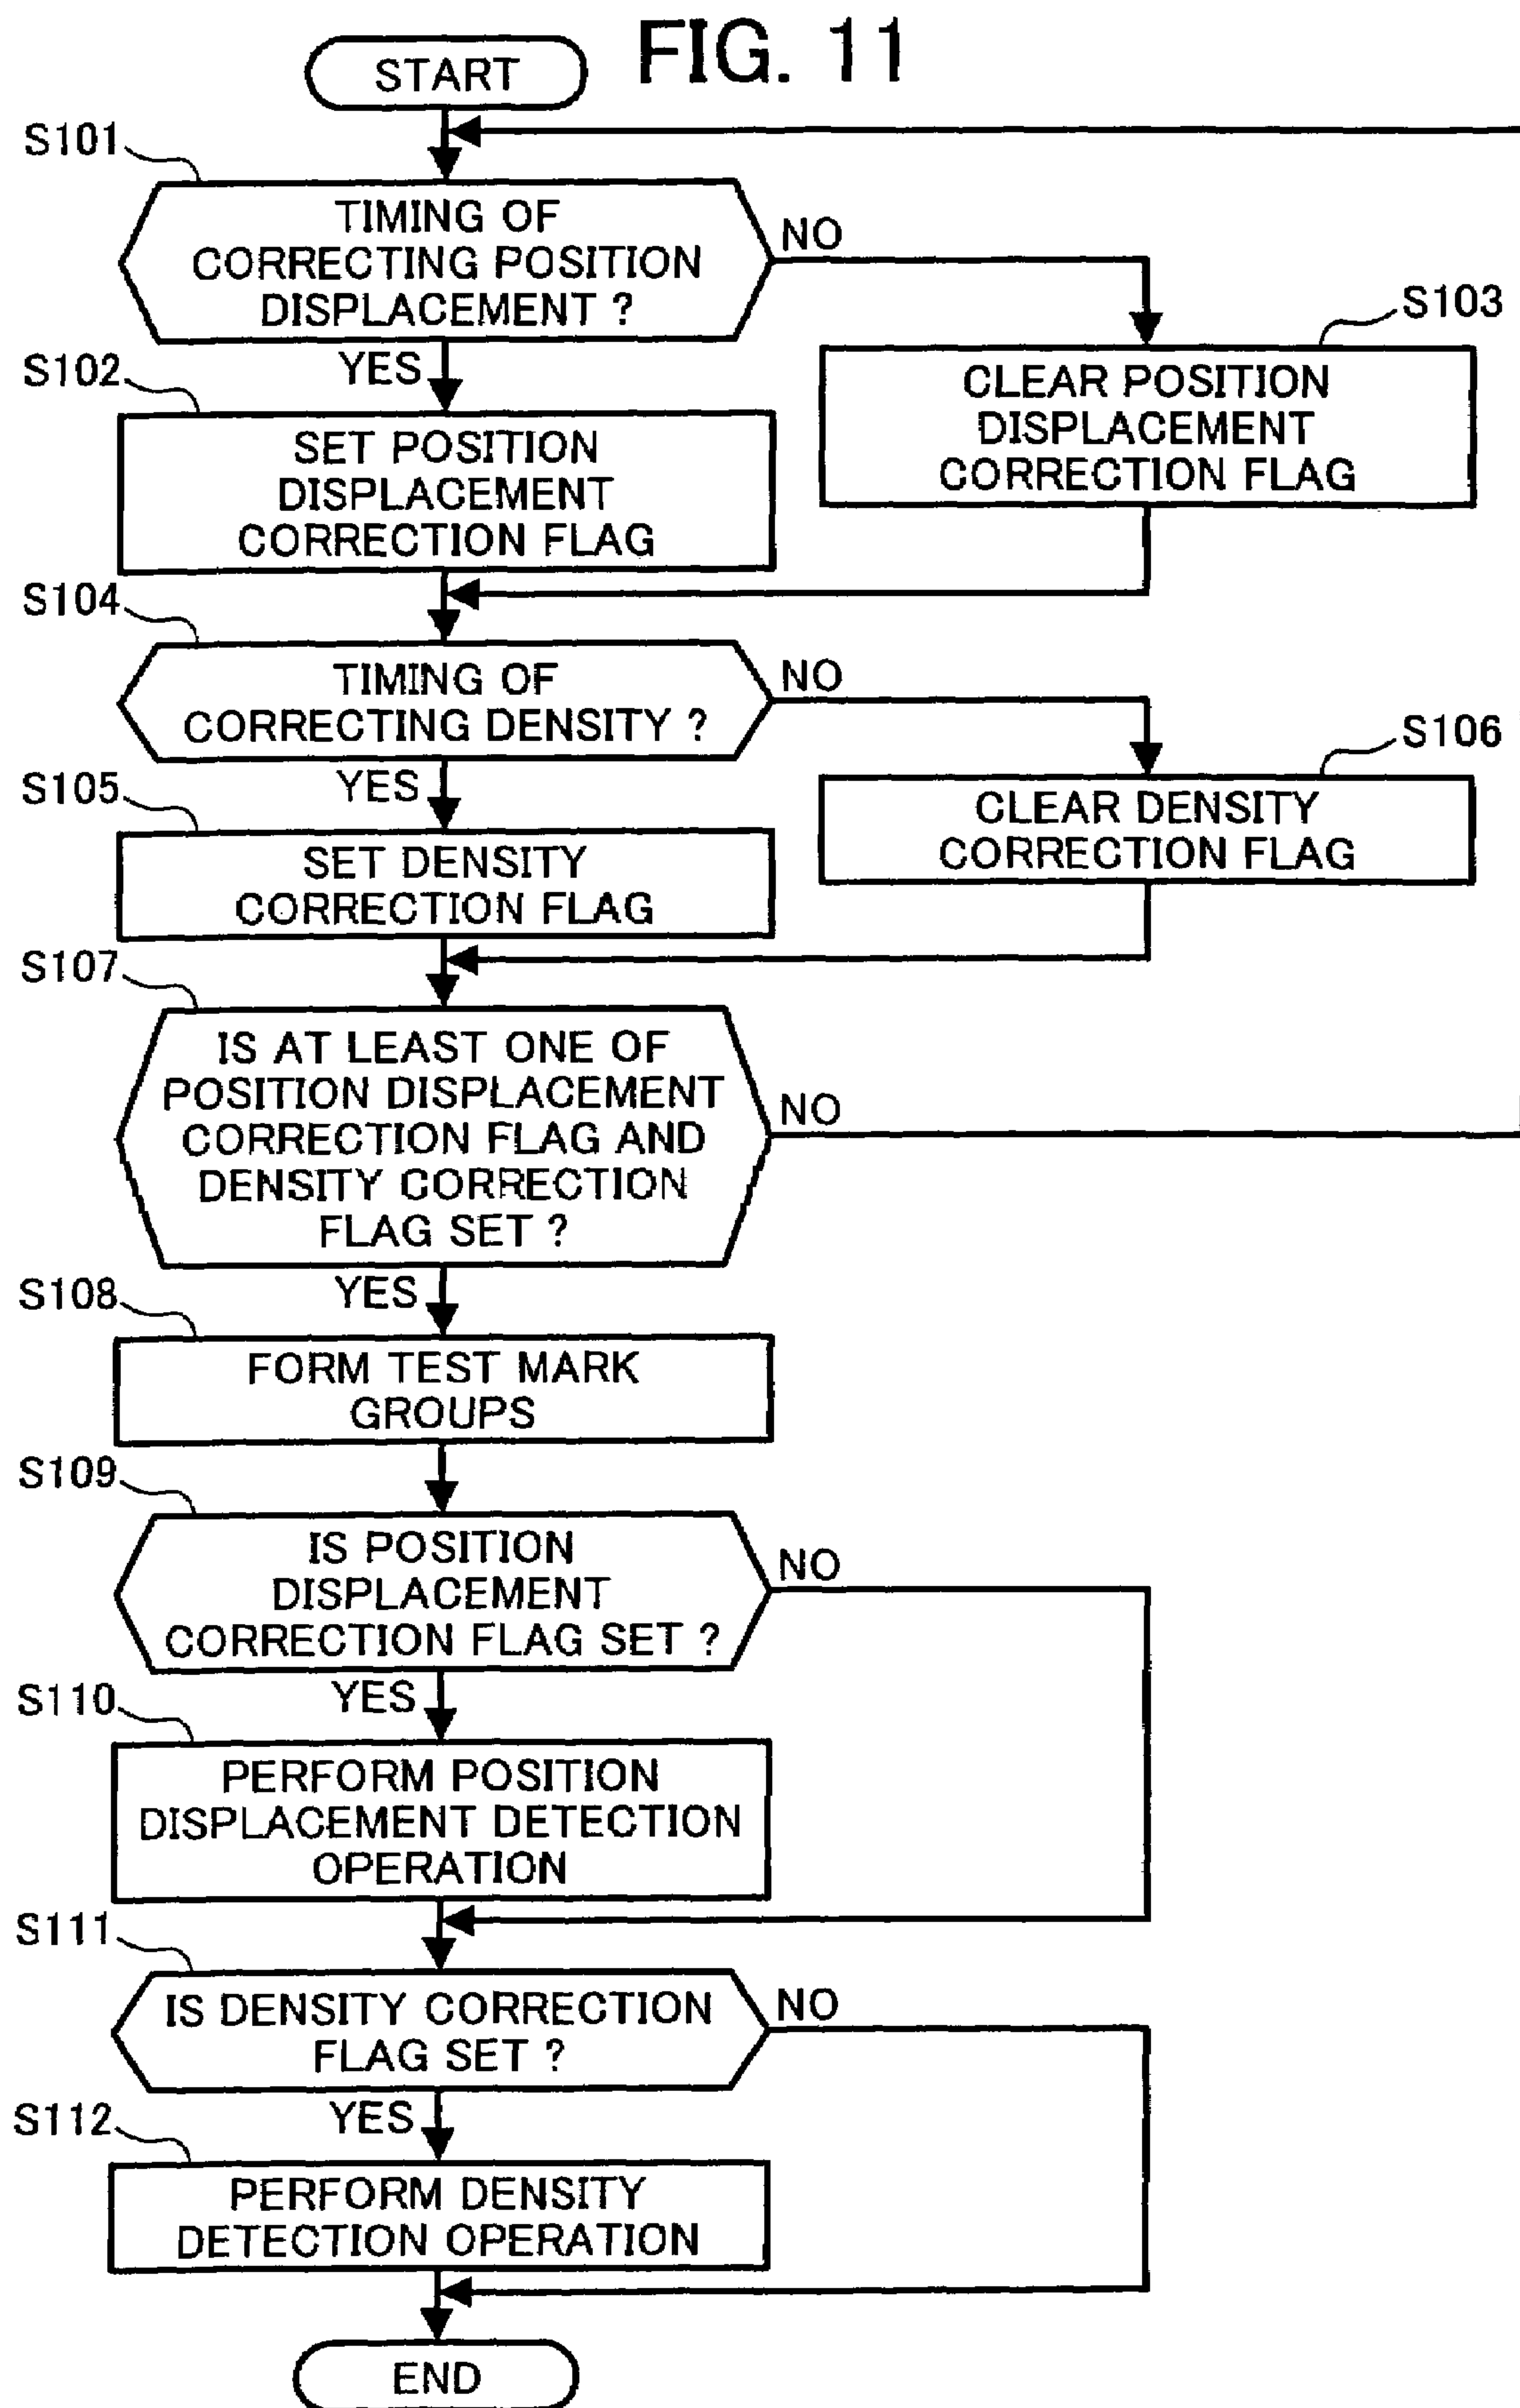 FIG. 11
START
S101
TIMING OF
CORRECTING POSITION
DISPLACEMENT ?
NO
YES
S103
CLEAR POSITION
DISPLACEMENT
CORRECTION FLAG
S102
SET POSITION
DISPLACEMENT
CORRECTION FLAG
S104
TIMING OF
CORRECTING DENSITY ?
NO
YES
S106
CLEAR DENSITY
CORRECTION FLAG
S105
SET DENSITY
CORRECTION FLAG
S107
IS AT LEAST ONE OF
POSITION DISPLACEMENT
CORRECTION FLAG AND
DENSITY CORRECTION
FLAG SET ?
NO
YES
S108
FORM TEST MARK
GROUPS
S109
IS POSITION
DISPLACEMENT
CORRECTION FLAG SET ?
NO
YES
S110
PERFORM POSITION
DISPLACEMENT DETECTION
OPERATION
S111
IS DENSITY CORRECTION
FLAG SET ?
NO
YES
S112
PERFORM DENSITY
DETECTION OPERATION
END